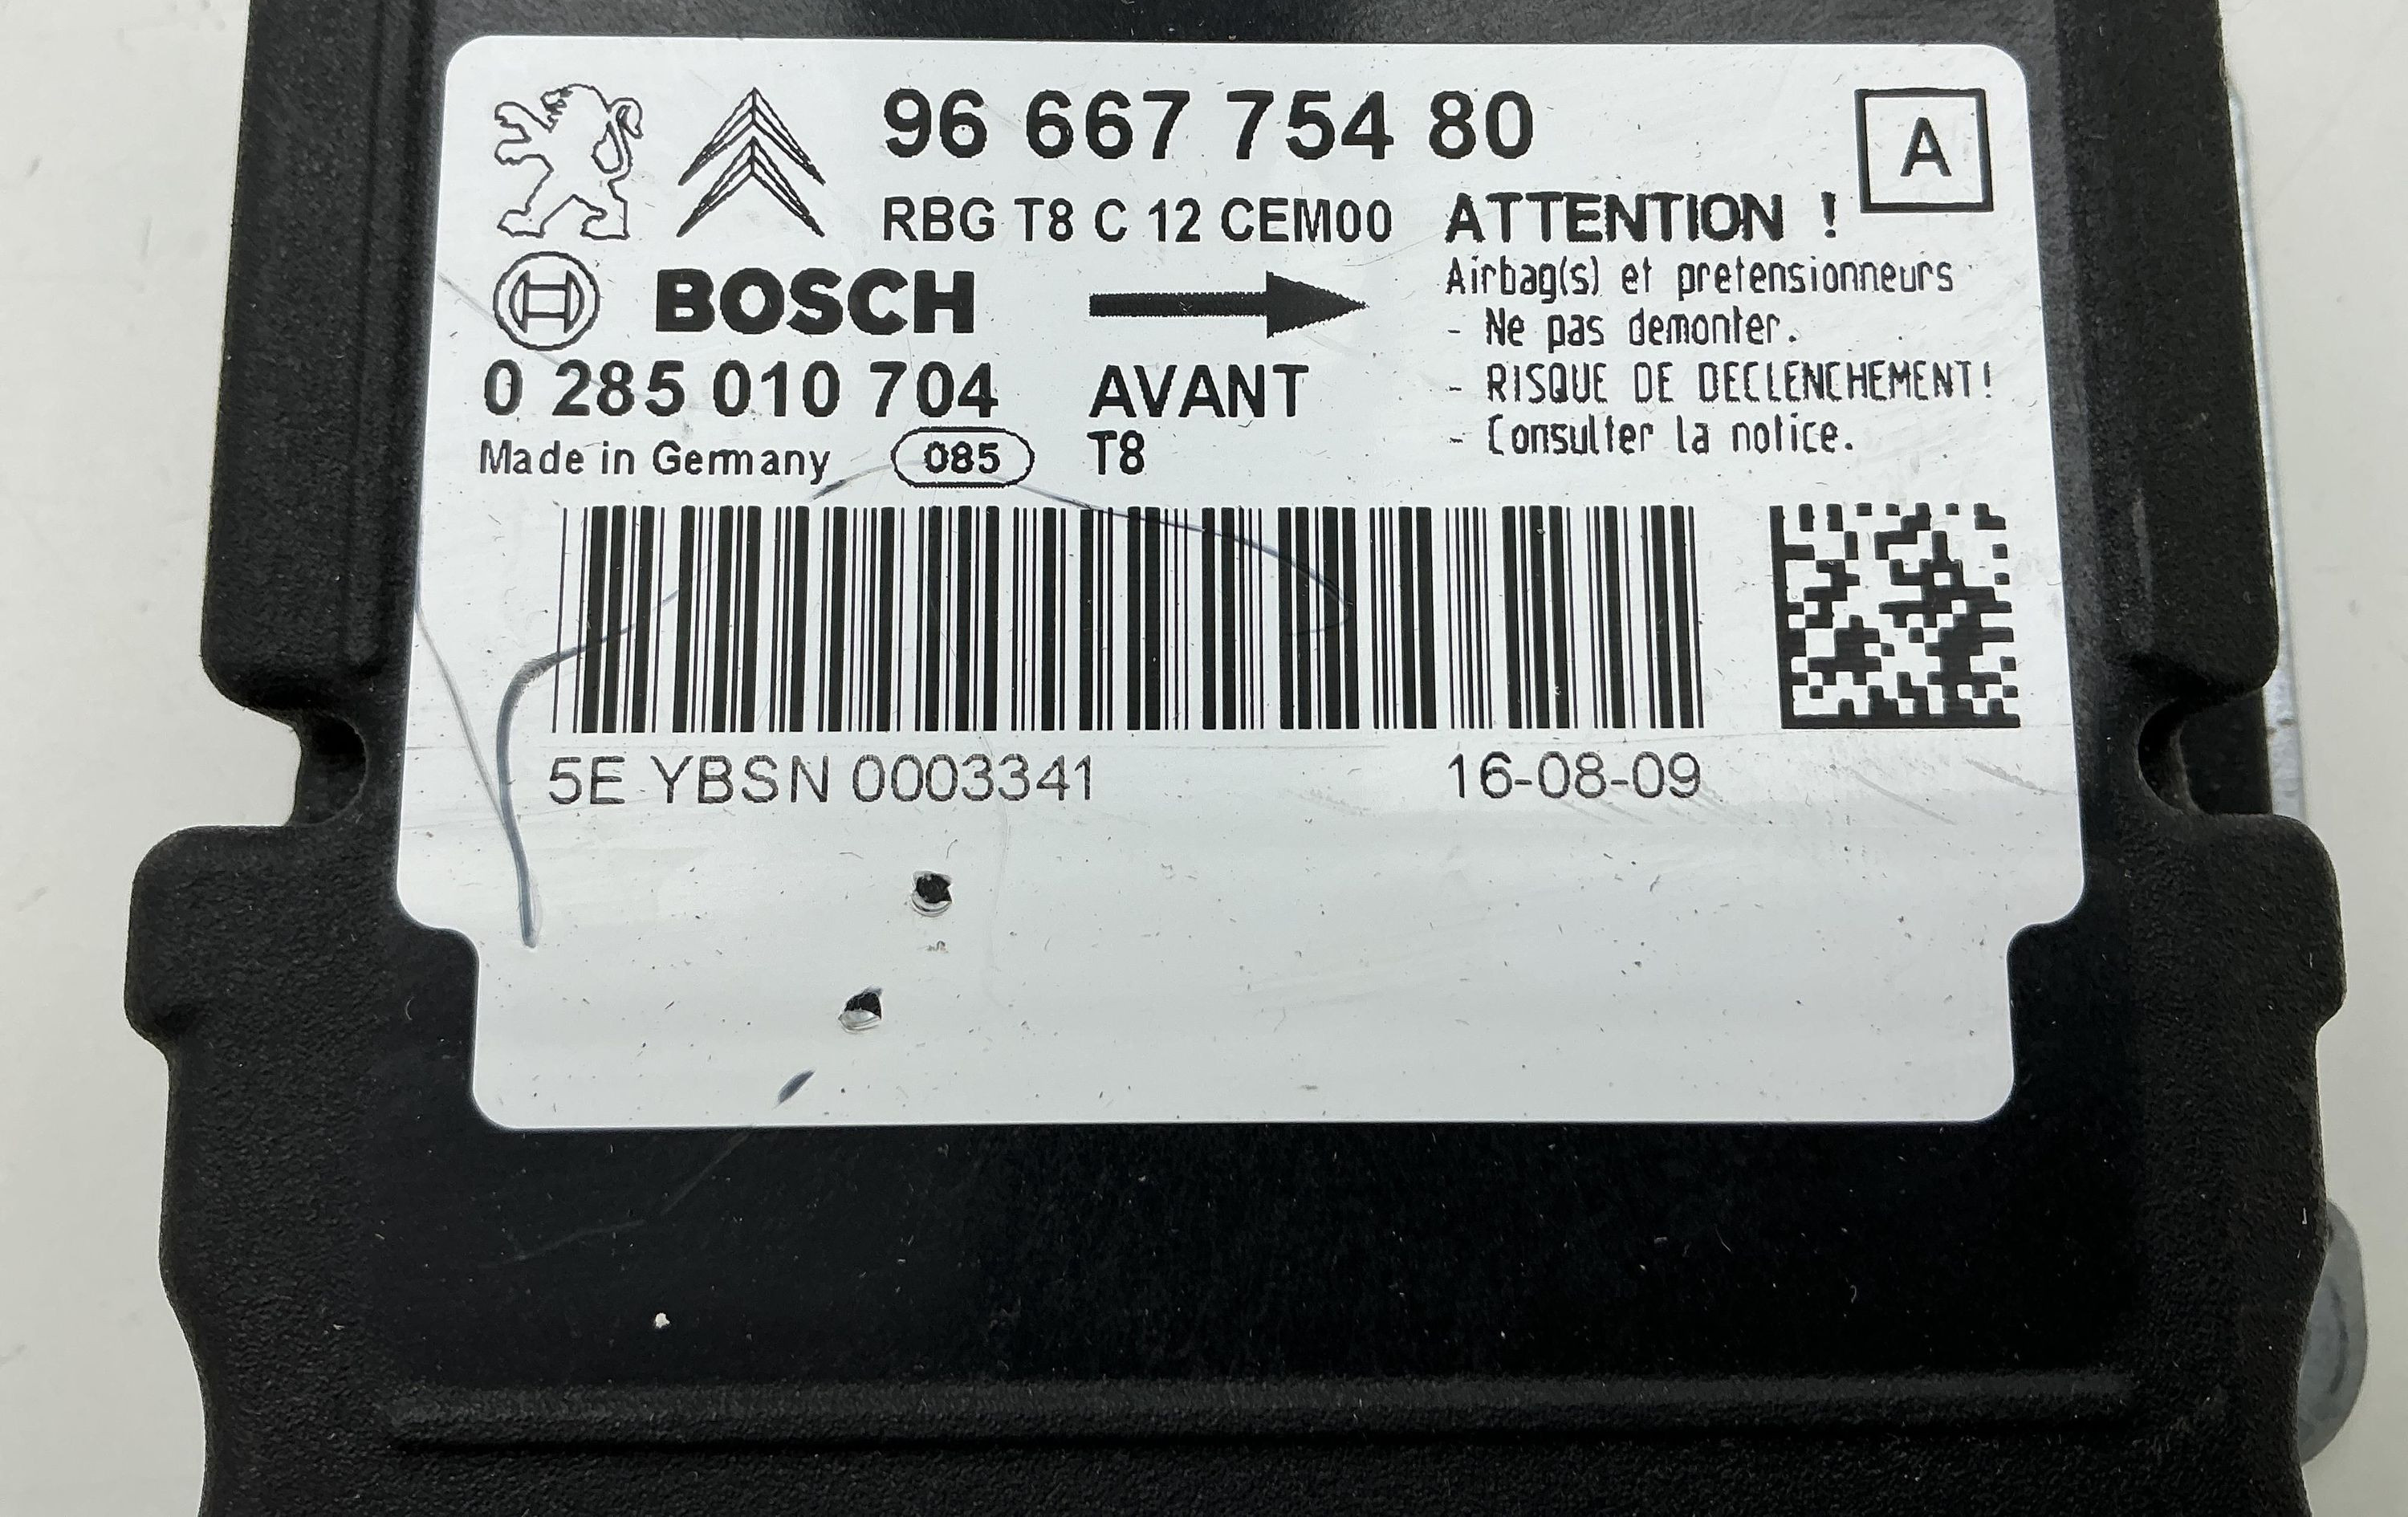 96 667 754 80
A
RBG T8 C 12 CEM00
ATTENTION !
Airbag(s) et pretensionneurs
- Ne pas demonter.
- RISQUE DE DECLENCHEMENT!
- Consulter la notice.
BOSCH
0 285 010 704
AVANT
Made in Germany
085
T8
5E YBSN 0003341
16-08-09